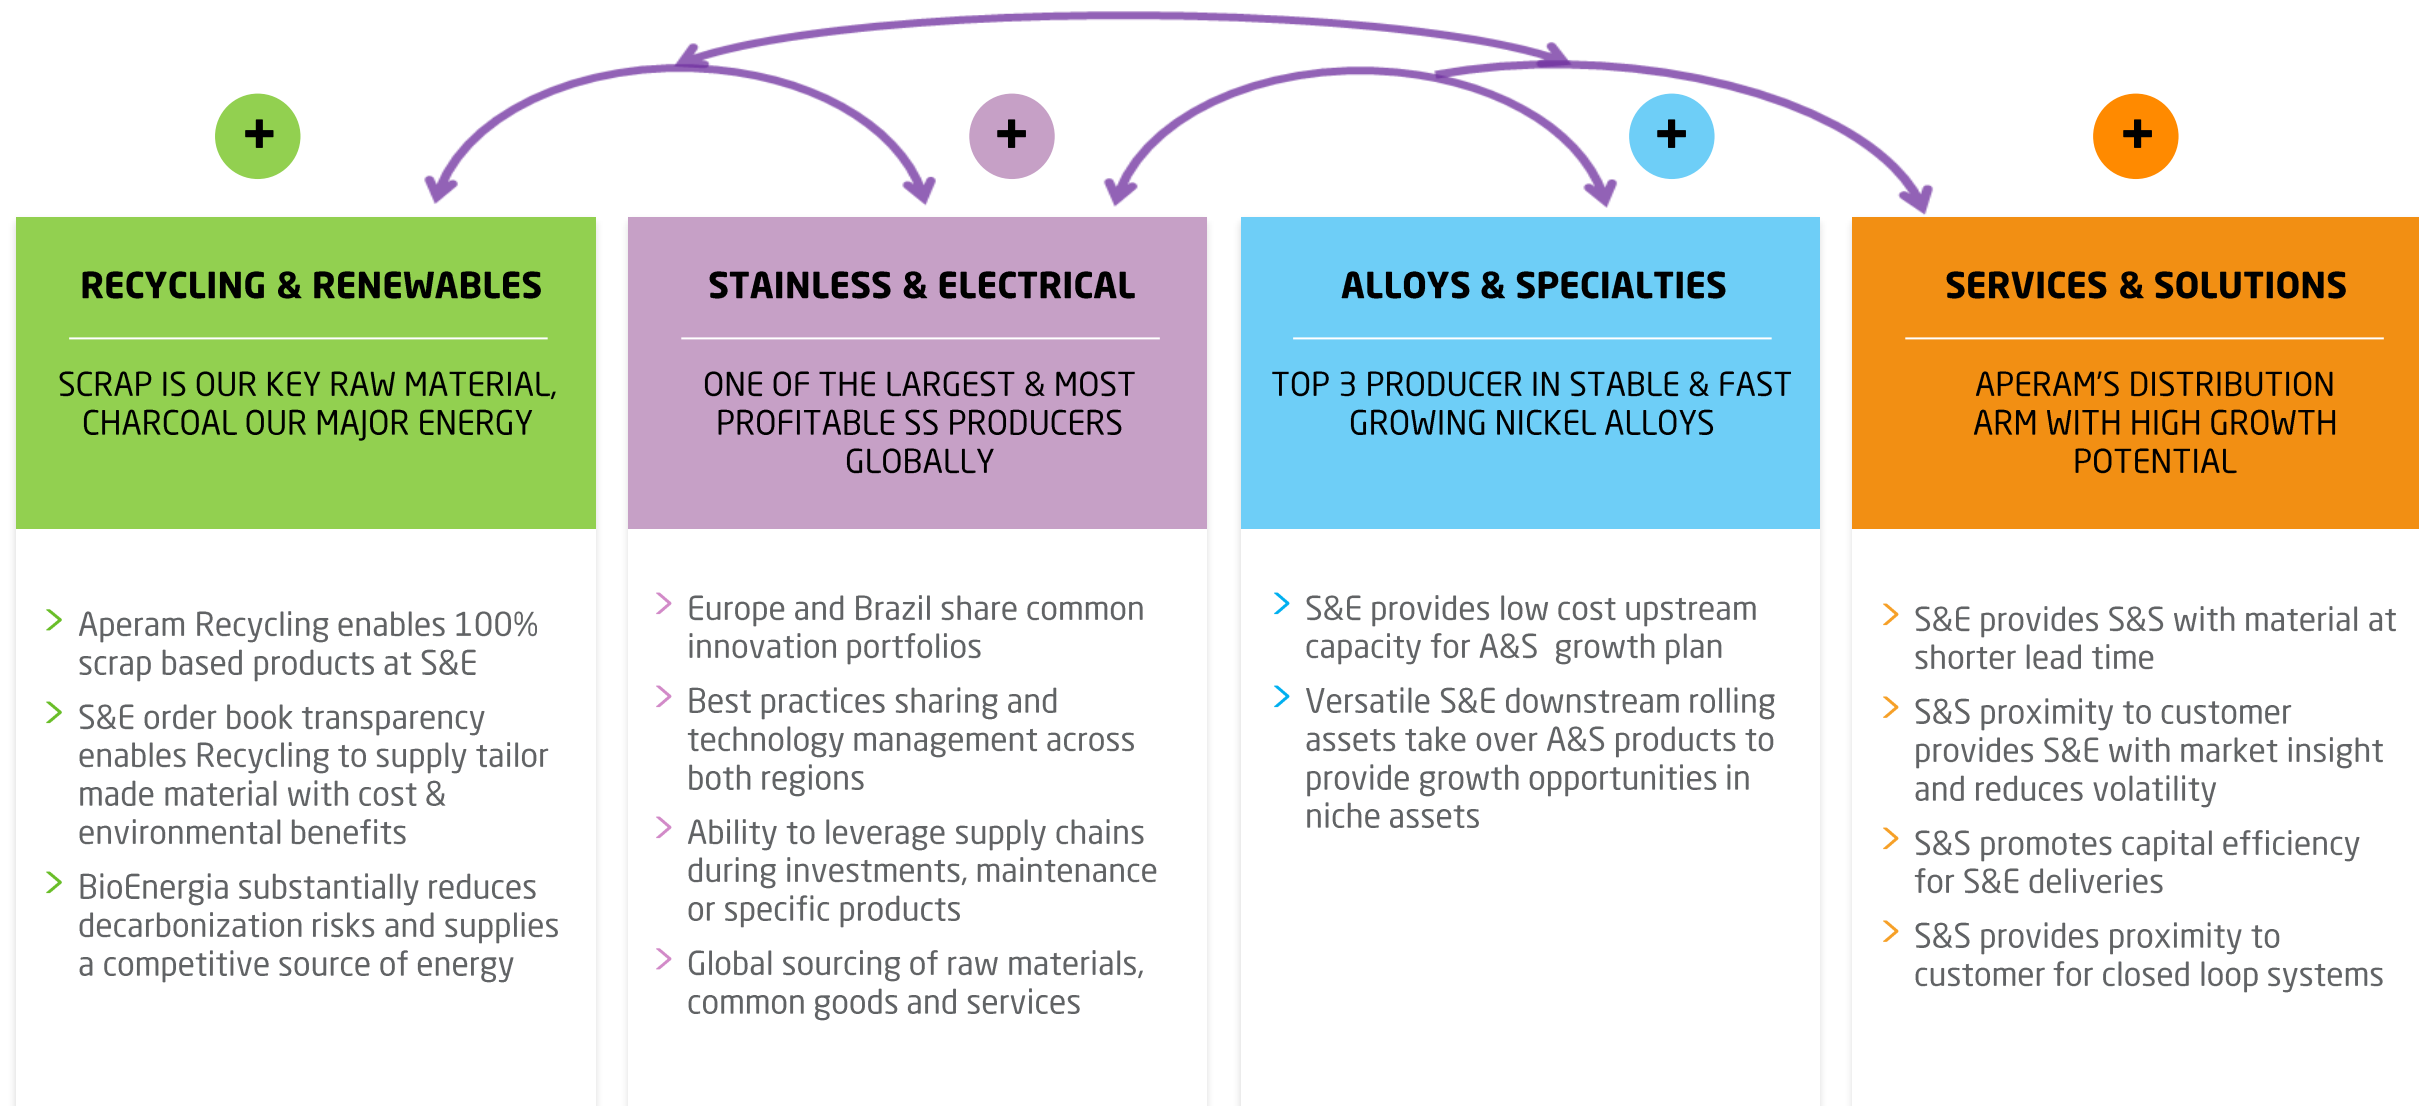 +
+
+
+
RECYCLING & RENEWABLES
SCRAP IS OUR KEY RAW MATERIAL,
CHARCOAL OUR MAJOR ENERGY
Aperam Recycling enables 100%
scrap based products at S&E
S&E order book transparency
enables Recycling to supply tailor
made material with cost &
environmental benefits
BioEnergia substantially reduces
decarbonization risks and supplies
a competitive source of energy
STAINLESS & ELECTRICAL
ONE OF THE LARGEST & MOST
PROFITABLE SS PRODUCERS
GLOBALLY
Europe and Brazil share common
innovation portfolios
Best practices sharing and
technology management across
both regions
Ability to leverage supply chains
during investments, maintenance
or specific products
Global sourcing of raw materials,
common goods and services
ALLOYS & SPECIALTIES
TOP 3 PRODUCER IN STABLE & FAST
GROWING NICKEL ALLOYS
S&E provides low cost upstream
capacity for A&S growth plan
Versatile S&E downstream rolling
assets take over A&S products to
provide growth opportunities in
niche assets
SERVICES & SOLUTIONS
APERAM'S DISTRIBUTION
ARM WITH HIGH GROWTH
POTENTIAL
S&E provides S&S with material at
shorter lead time
S&S proximity to customer
provides S&E with market insight
and reduces volatility
S&S promotes capital efficiency
for S&E deliveries
S&S provides proximity to
customer for closed loop systems